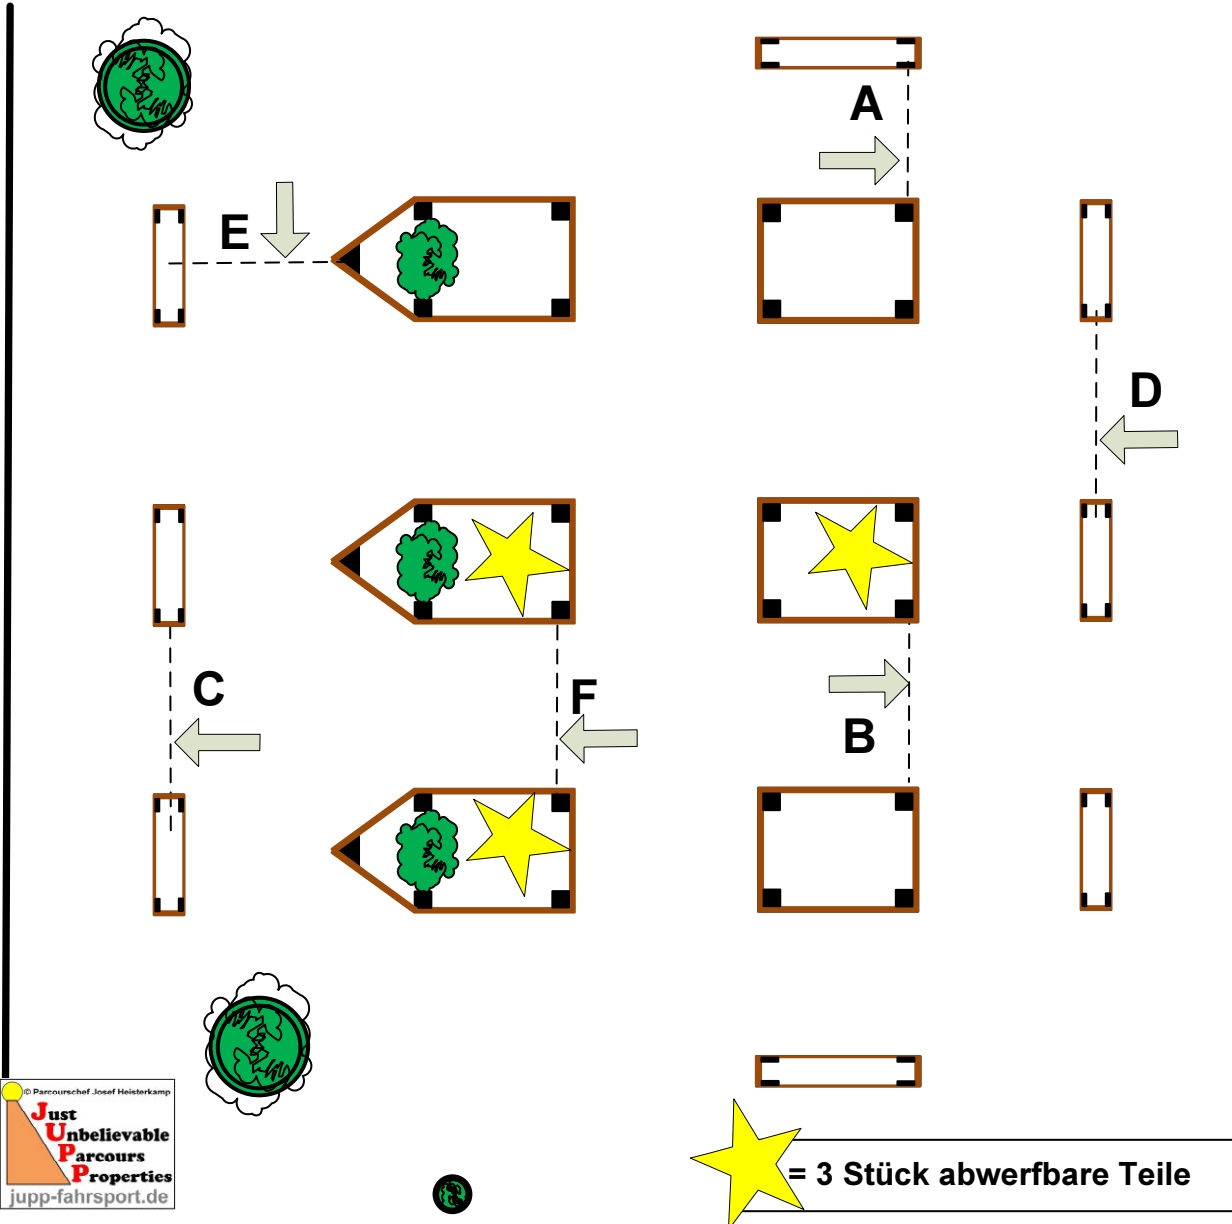 A
E
D
C
F
B
© Parcourschef Josef Heisterkamp
Just
Unbelievable
Parcours
Properties
jupp-fahrsport.de
= 3 Stück abwerfbare Teile